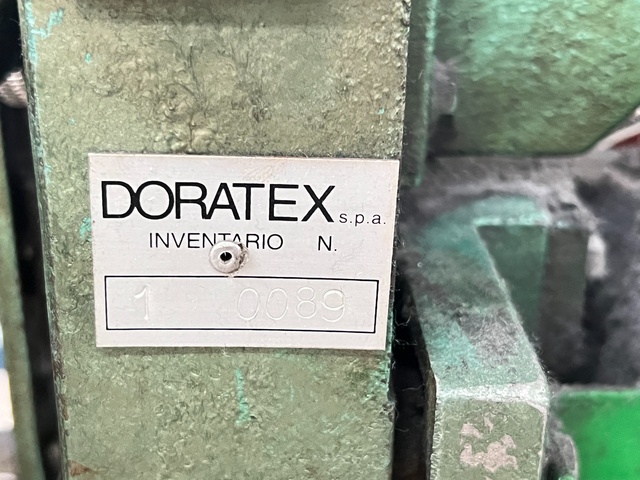 DORATEX s.p.a.
INVENTARIO N.
1 0089